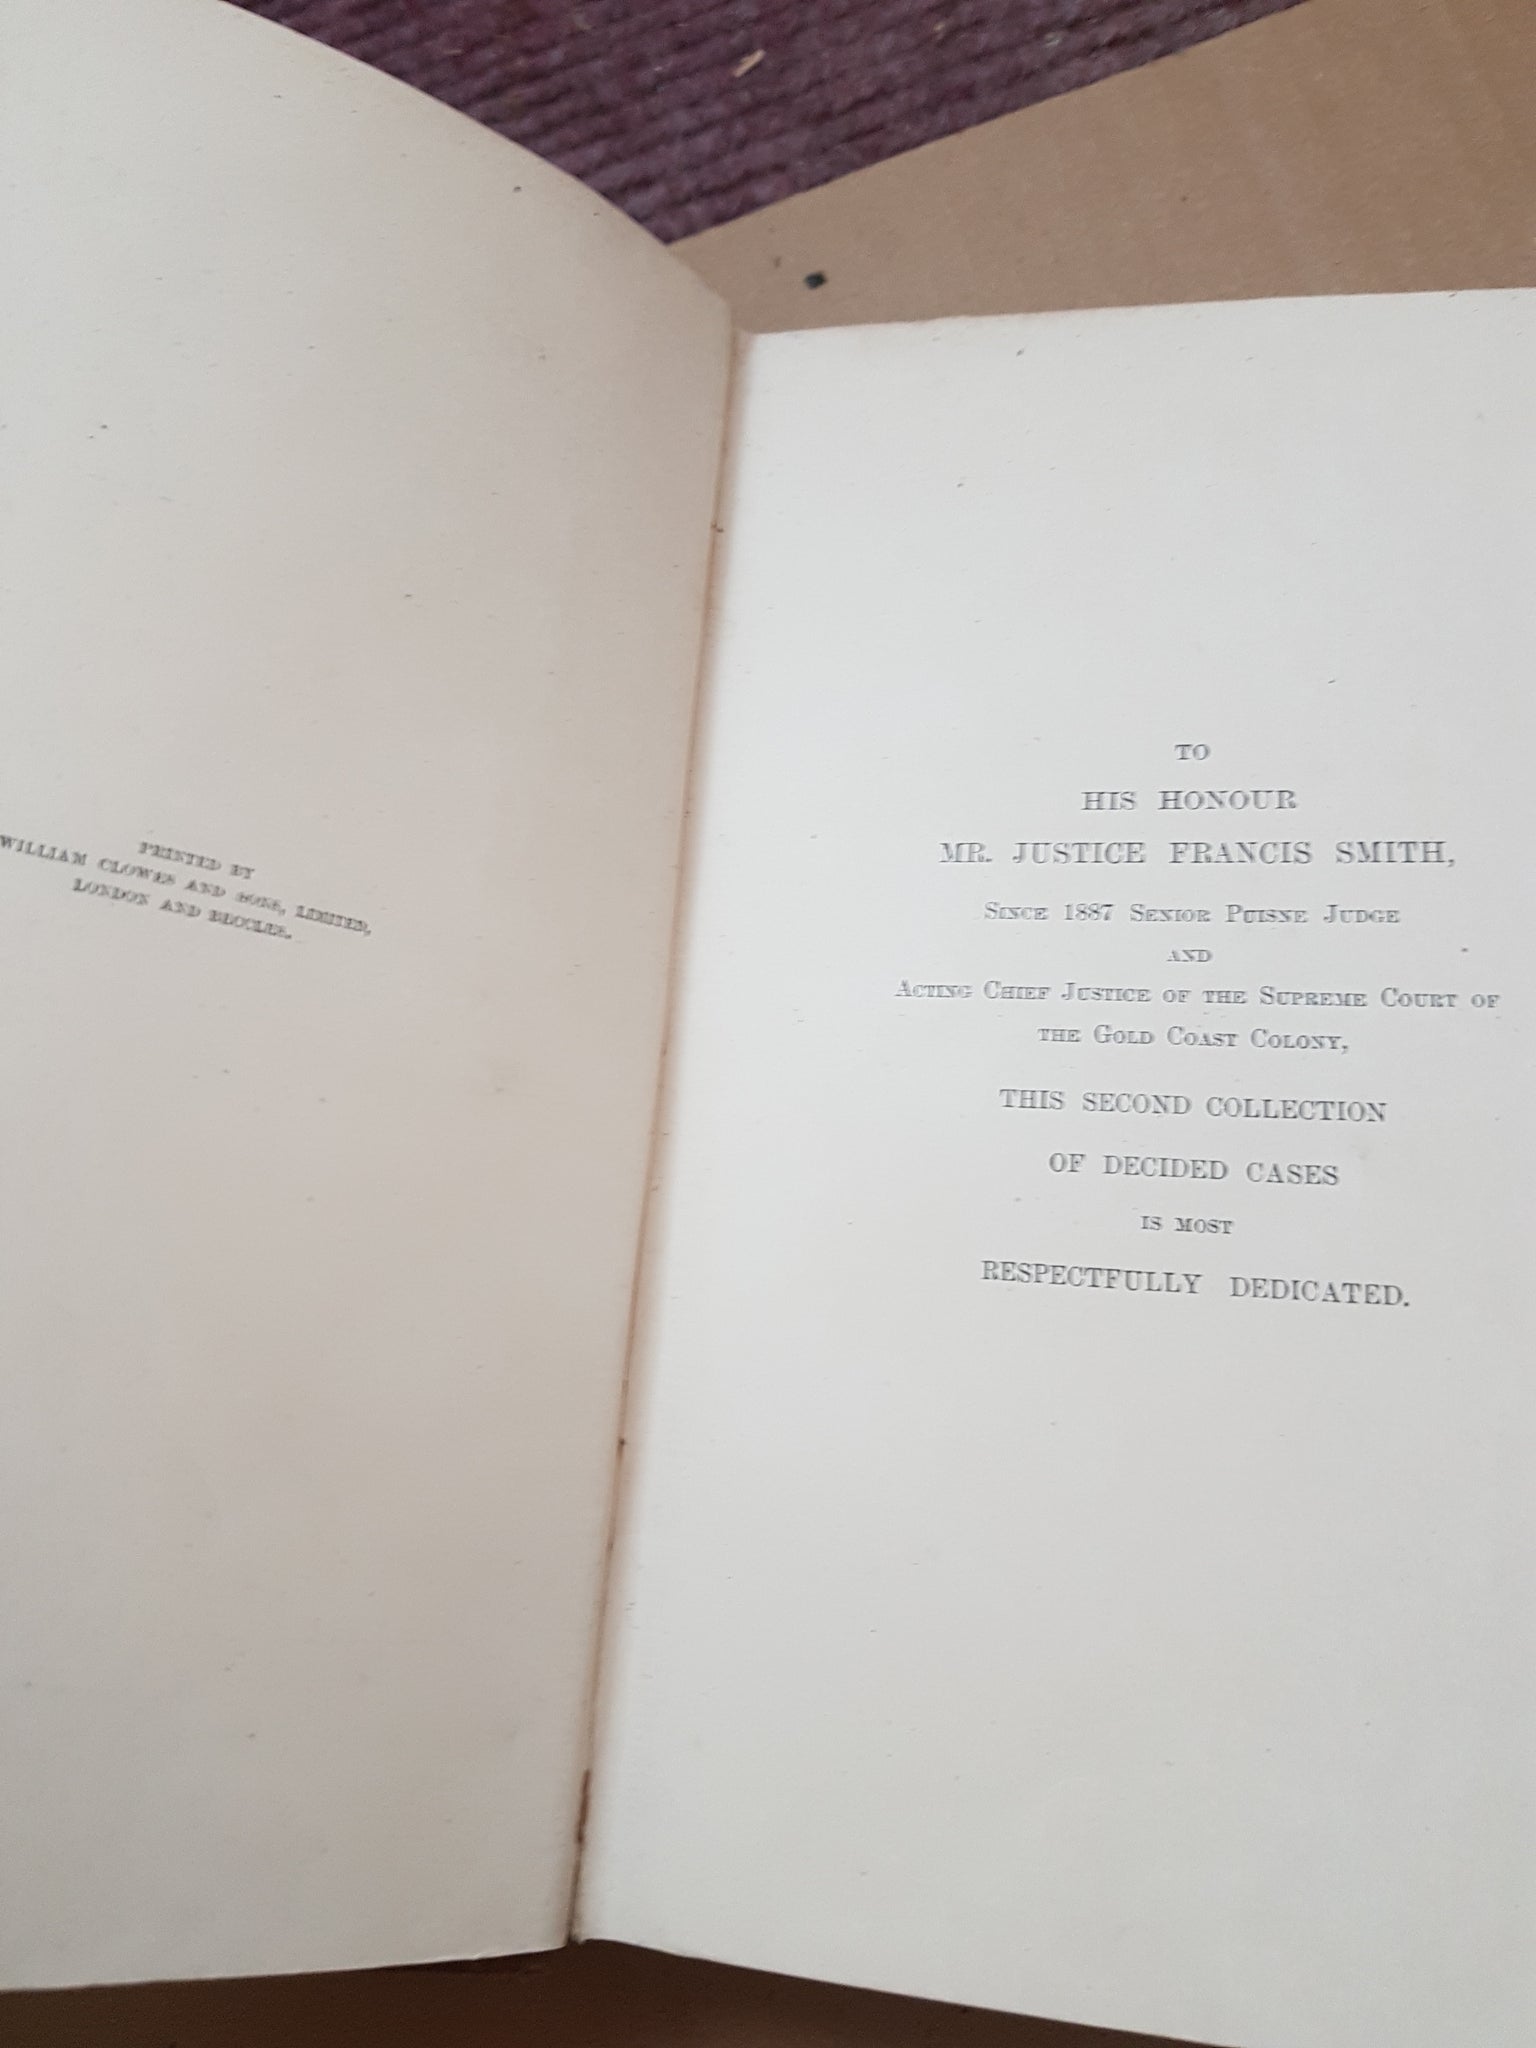 PRINTED BY
WILLIAM CLOWES AND SONS, LIMITED,
LONDON AND BECCLES.
TO
HIS HONOUR
MR. JUSTICE FRANCIS SMITH,
SINCE 1887 SENIOR PUISNE JUDGE
AND
ACTING CHIEF JUSTICE OF THE SUPREME COURT OF
THE GOLD COAST COLONY,
THIS SECOND COLLECTION
OF DECIDED CASES
IS MOST
RESPECTFULLY DEDICATED.